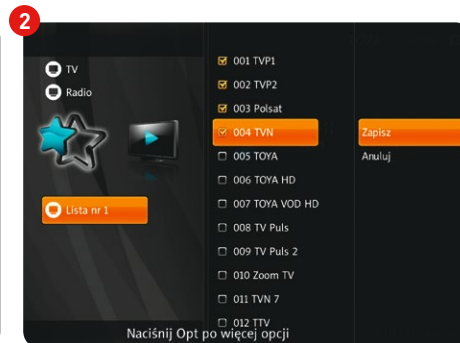 2
TV
Radio
Lista nr 1
001 TVP1
002 TVP2
003 Polsat
004 TVN
005 TOYA
006 TOYA HD
007 TOYA VOD HD
008 TV Puls
009 TV Puls 2
010 Zoom TV
011 TVN 7
012 TTV
Zapisz
Anuluj
Naciśnij Opt po więcej opcji